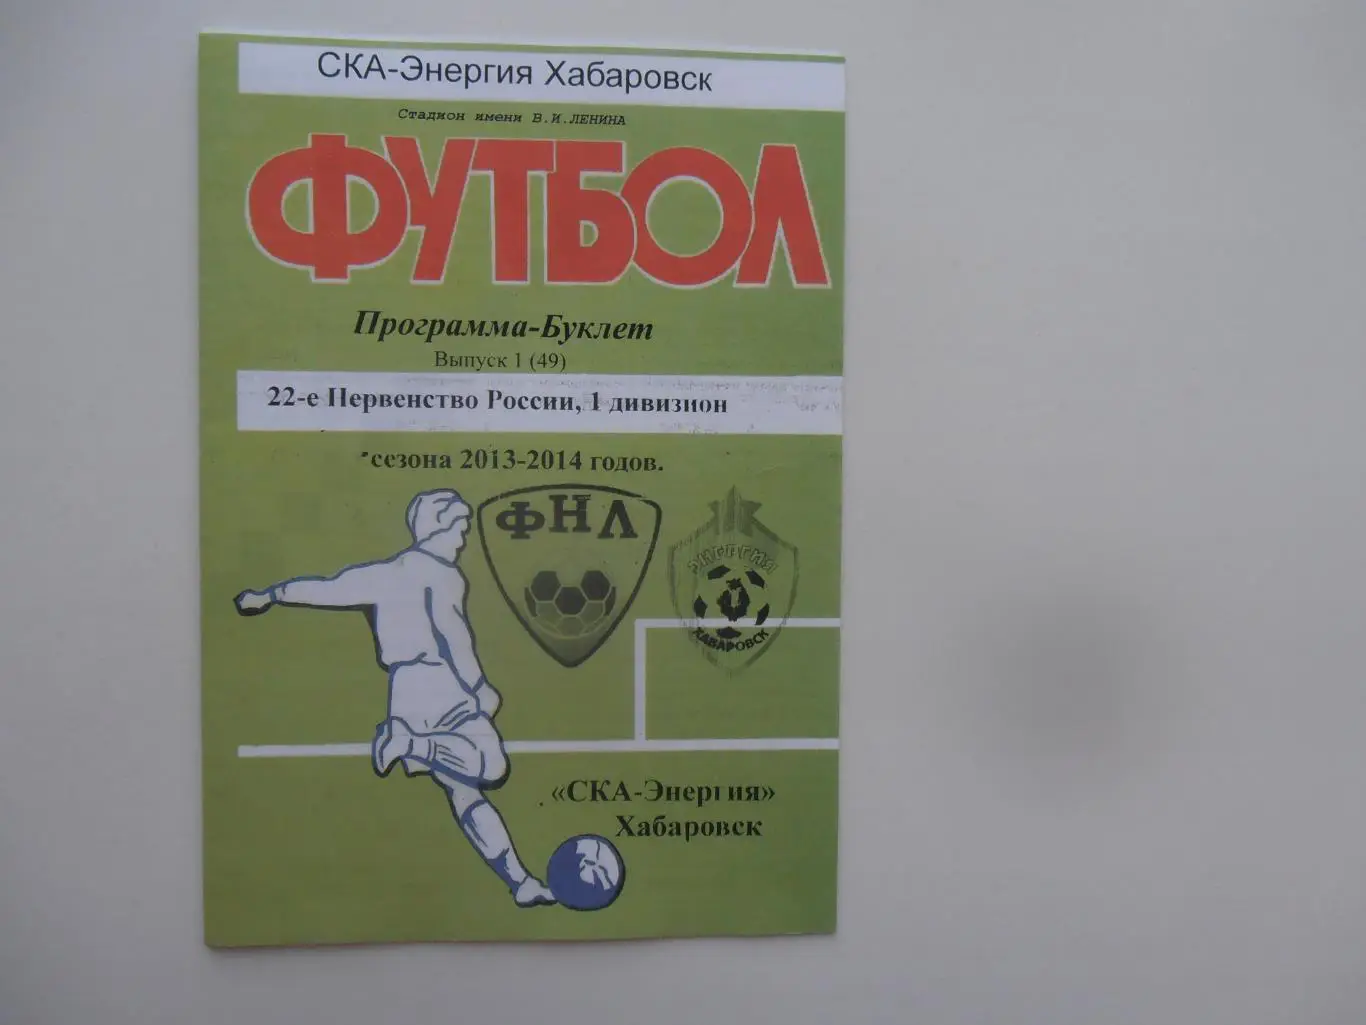 СКА-Энергия Хабаровск
Стадион имени В.И.ЛЕНИНА
ФУТБОЛ
Программа-Буклет
Выпуск 1 (49)
22-е Первенство России, 1 дивизион
сезона 2013-2014 годов.
ФНЛ
ЭНЕРГИЯ
ХАБАРОВСК
«СКА-Энергия»
Хабаровск